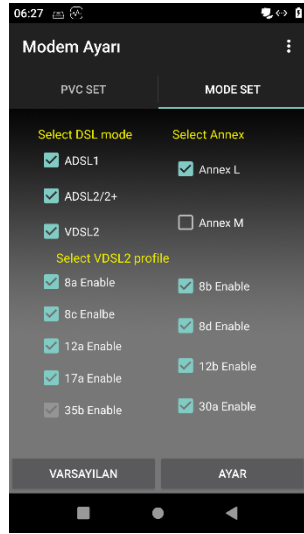 06:27
Modem Ayarı
PVC SET MODE SET
Select DSL mode Select Annex
ADSL1 Annex L
ADSL2/2+
VDSL2 Annex M
Select VDSL2 profile
8a Enable 8b Enable
8c Enalbe 8d Enable
12a Enable 12b Enable
17a Enable 30a Enable
35b Enable
VARSAYILAN AYAR